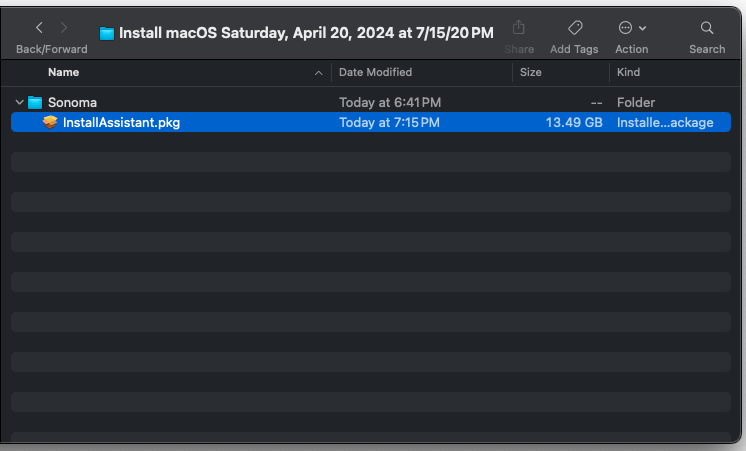 Install macOS Saturday, April 20, 2024 at 7/15/20 PM
Back/Forward Share Add Tags Action Search
Name Date Modified Size Kind
Sonoma Today at 6:41 PM -- Folder
InstallAssistant.pkg Today at 7:15 PM 13.49 GB Installe...ackage